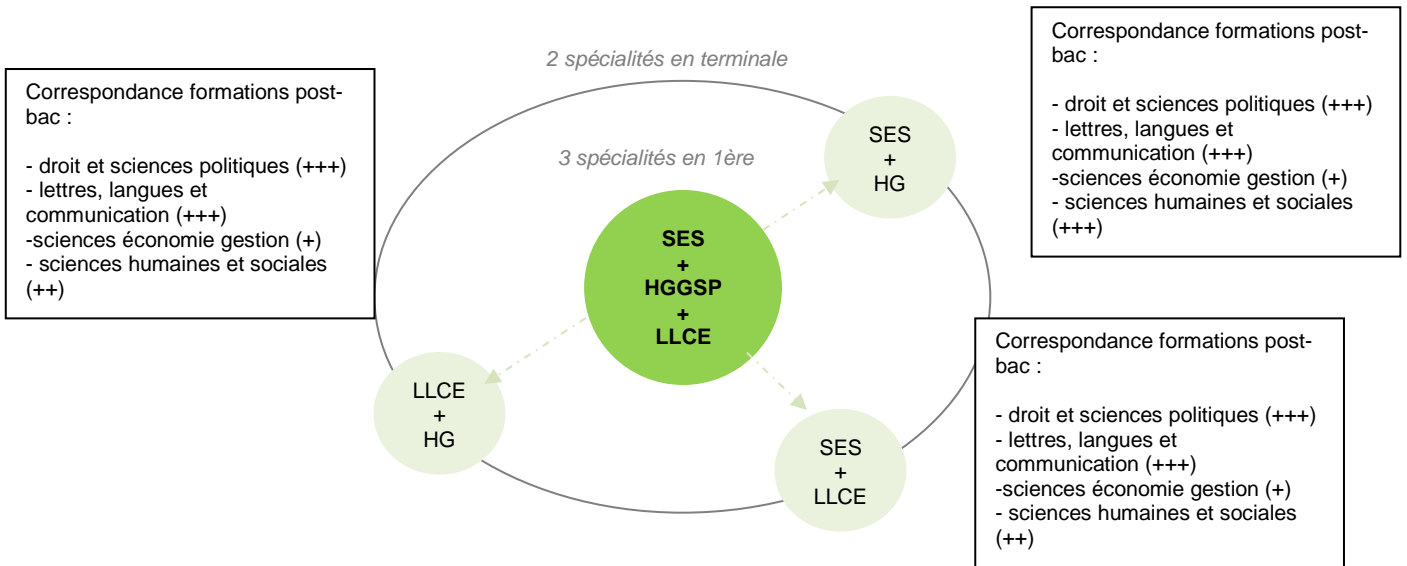 2 spécialités en terminale
3 spécialités en 1ère
Correspondance formations post-
bac :
- droit et sciences politiques (+++)
- lettres, langues et
communication (+++)
-sciences économie gestion (+)
- sciences humaines et sociales
(++)
Correspondance formations post-
bac :
- droit et sciences politiques (+++)
- lettres, langues et
communication (+++)
-sciences économie gestion (+)
- sciences humaines et sociales
(+++)
SES
+
HG
SES
+
HGGSP
+
LLCE
LLCE
+
HG
SES
+
LLCE
Correspondance formations post-
bac :
- droit et sciences politiques (+++)
- lettres, langues et
communication (+++)
-sciences économie gestion (+)
- sciences humaines et sociales
(++)